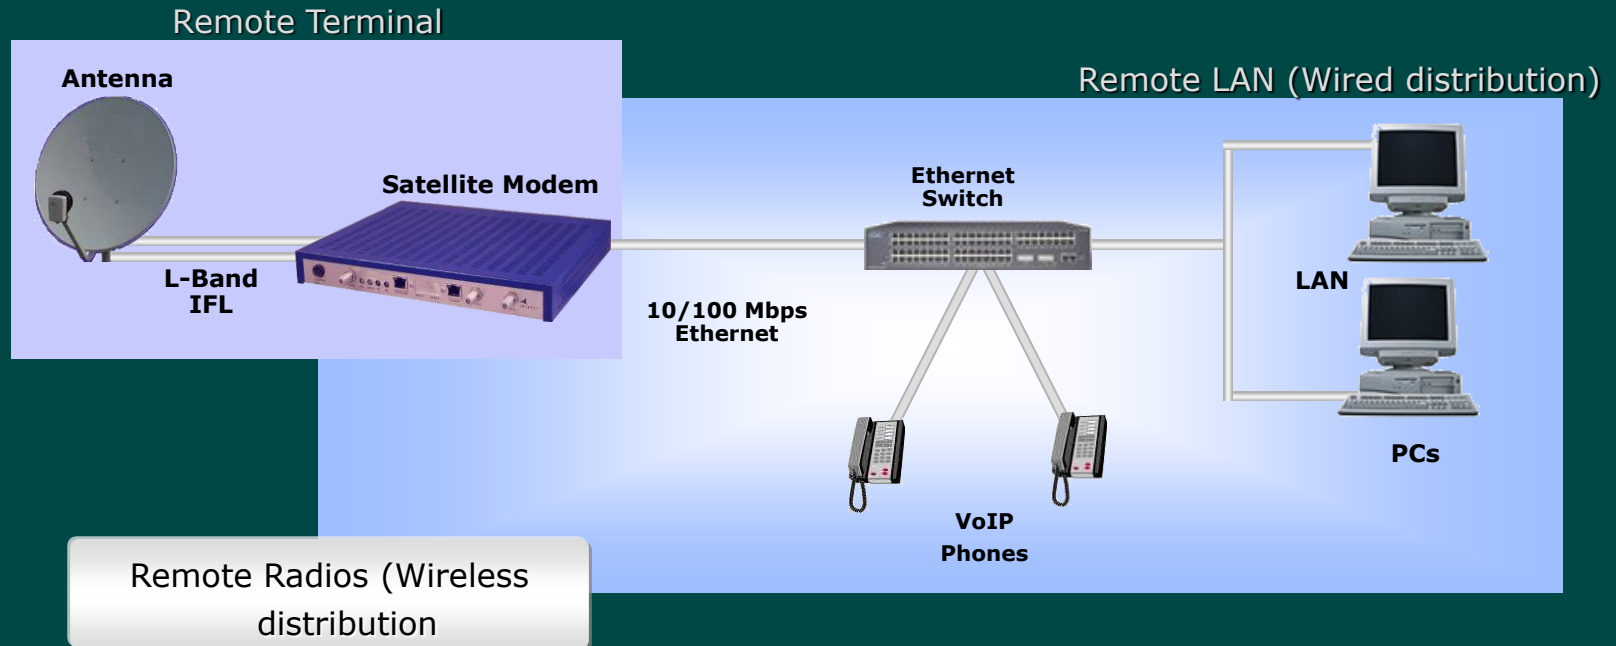 Remote Terminal
Antenna
Remote LAN (Wired distribution)
Satellite Modem
Ethernet
Switch
L-Band
IFL
LAN
10/100 Mbps
Ethernet
PCs
VoIP
Phones
Remote Radios (Wireless
distribution